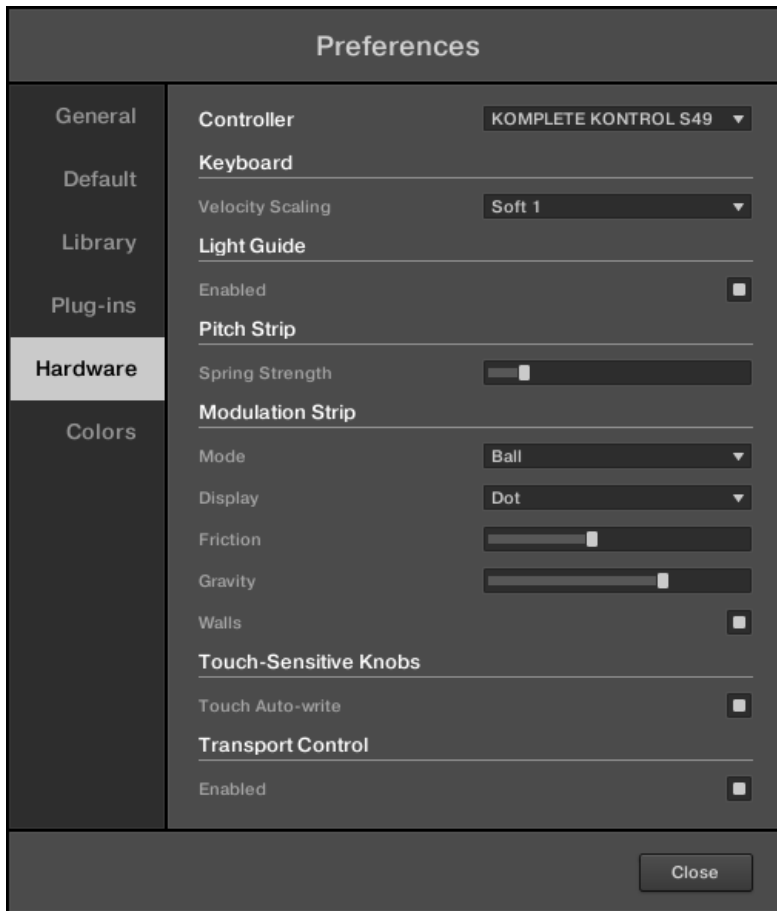 Preferences
General
Default
Library
Plug-ins
Hardware
Colors
Controller KOMPLETE KONTROL S49
Keyboard
Velocity Scaling Soft 1
Light Guide
Enabled
Pitch Strip
Spring Strength
Modulation Strip
Mode Ball
Display Dot
Friction
Gravity
Walls
Touch-Sensitive Knobs
Touch Auto-write
Transport Control
Enabled
Close